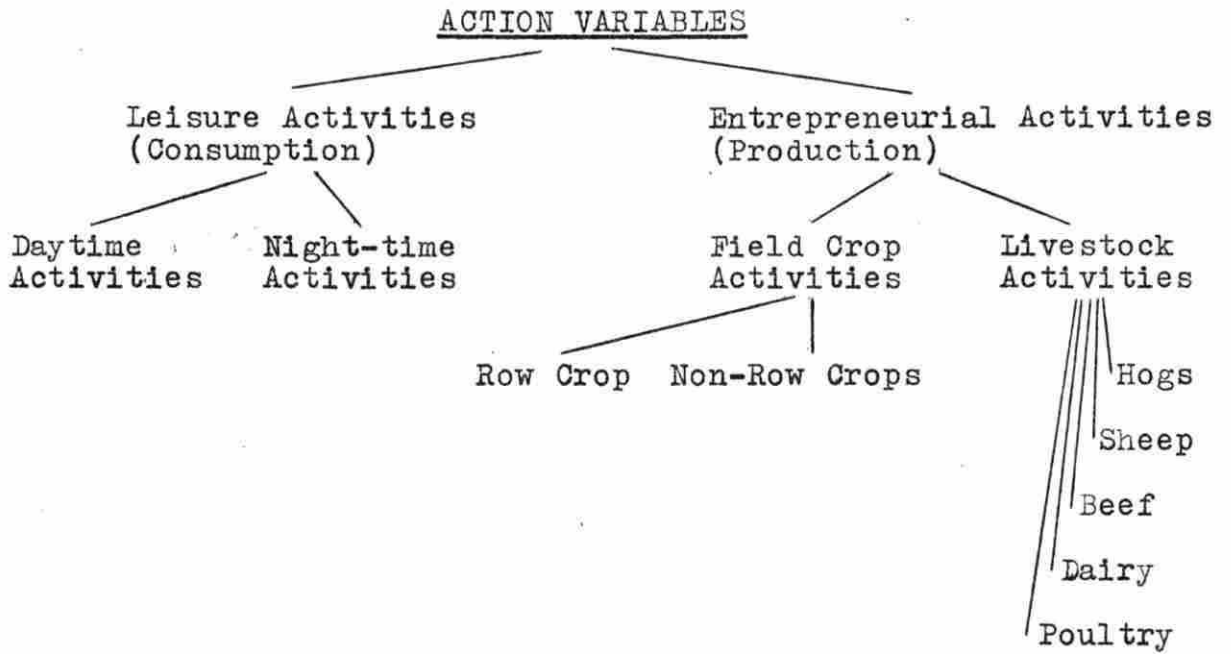 ACTION VARIABLES
Leisure Activities
(Consumption)
Entrepreneurial Activities
(Production)
Daytime
Activities
Night-time
Activities
Field Crop
Activities
Livestock
Activities
Row Crop
Non-Row Crops
Hogs
Sheep
Beef
Dairy
Poultry